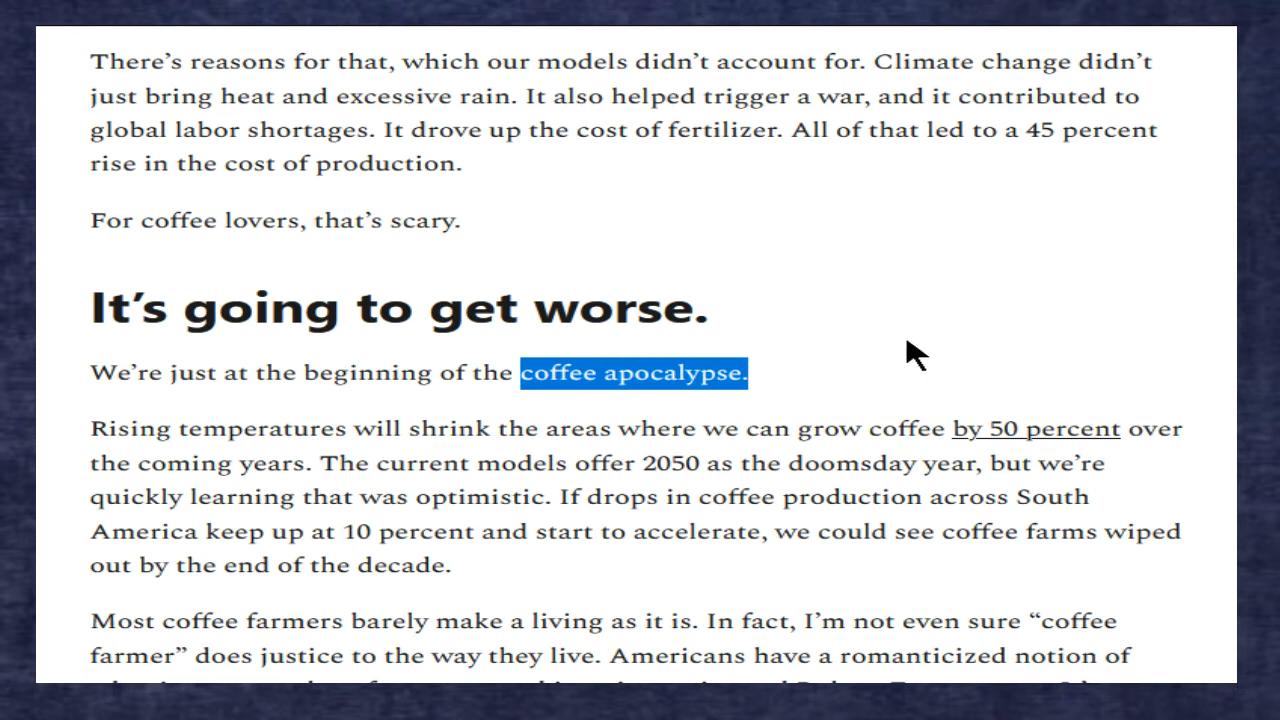 There’s reasons for that, which our models didn’t account for. Climate change didn’t
just bring heat and excessive rain. It also helped trigger a war, and it contributed to
global labor shortages. It drove up the cost of fertilizer. All of that led to a 45 percent
rise in the cost of production.
For coffee lovers, that’s scary.
It’s going to get worse.
We’re just at the beginning of the coffee apocalypse.
Rising temperatures will shrink the areas where we can grow coffee by 50 percent over
the coming years. The current models offer 2050 as the doomsday year, but we’re
quickly learning that was optimistic. If drops in coffee production across South
America keep up at 10 percent and start to accelerate, we could see coffee farms wiped
out by the end of the decade.
Most coffee farmers barely make a living as it is. In fact, I’m not even sure “coffee
farmer” does justice to the way they live. Americans have a romanticized notion of